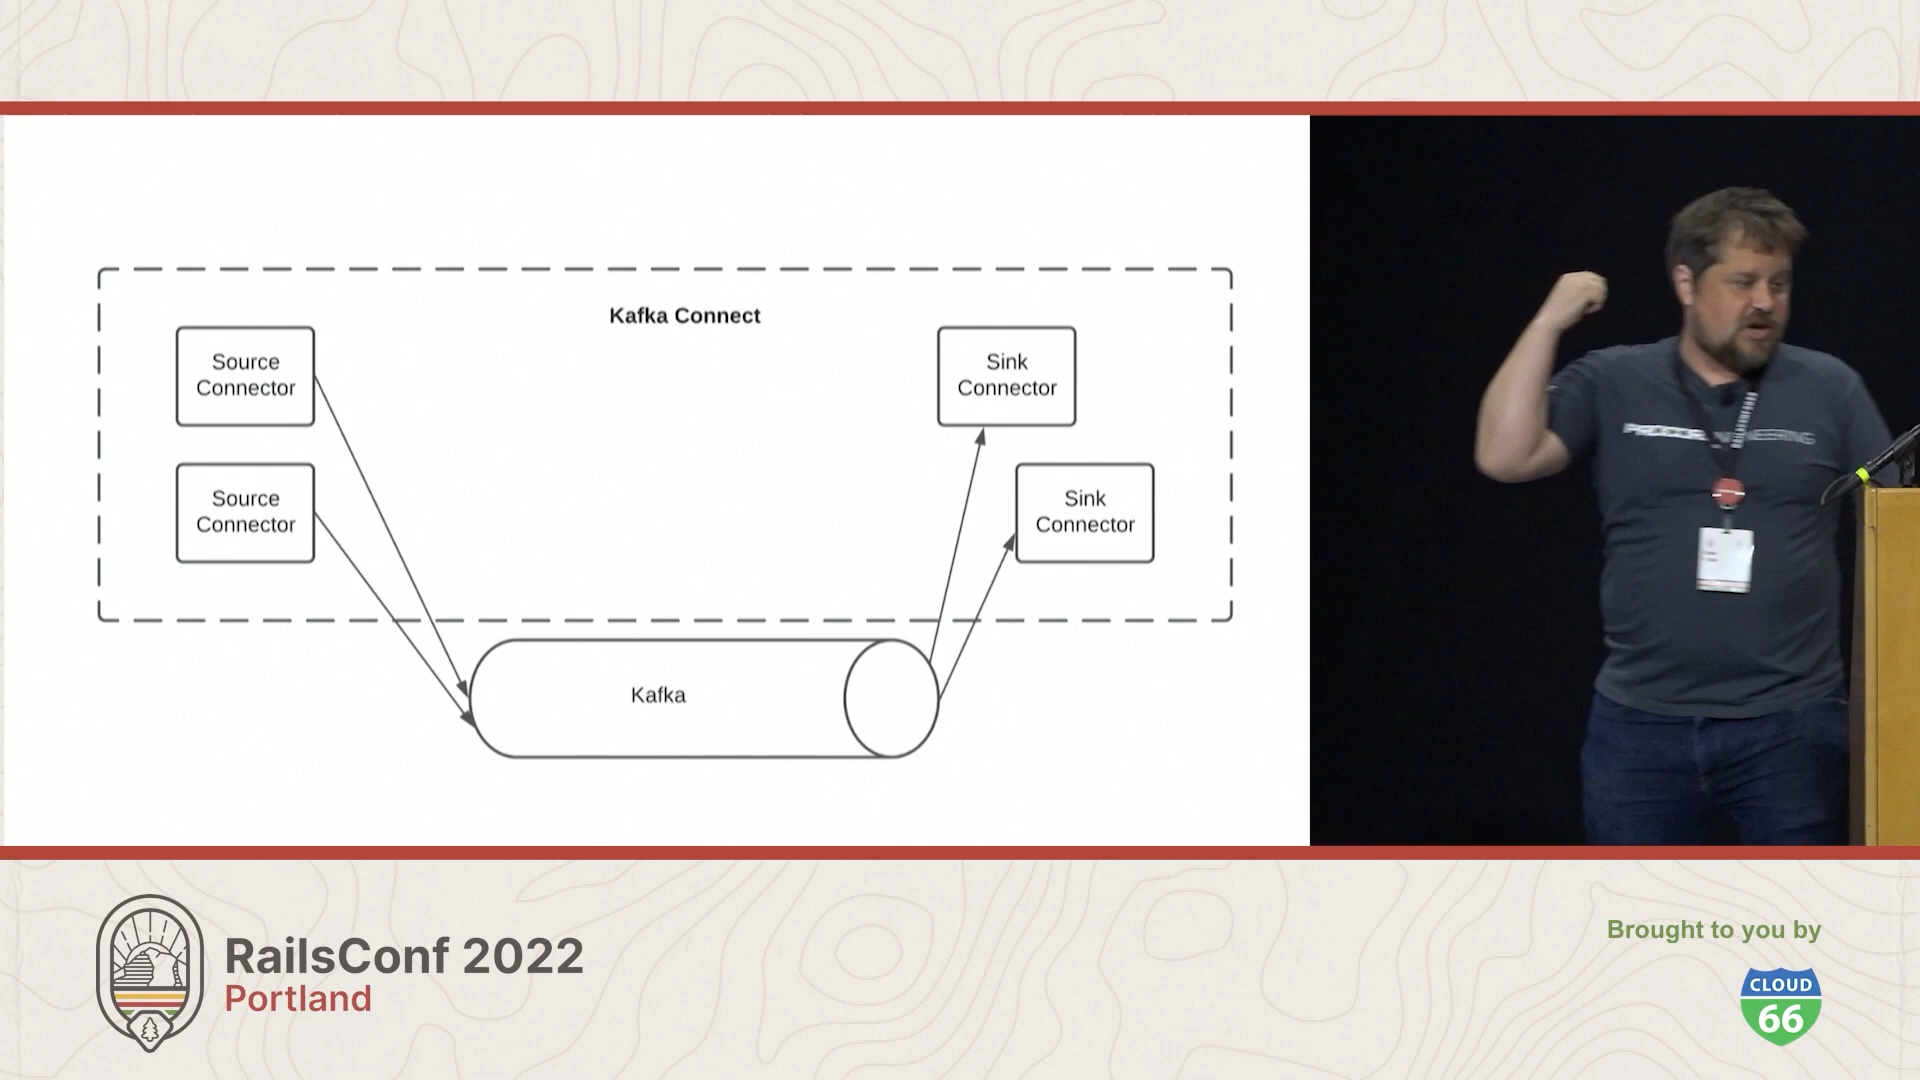 Kafka Connect
Source
Connector
Sink
Connector
Source
Connector
Sink
Connector
Kafka
RailsConf 2022
Portland
Brought to you by
CLOUD
66